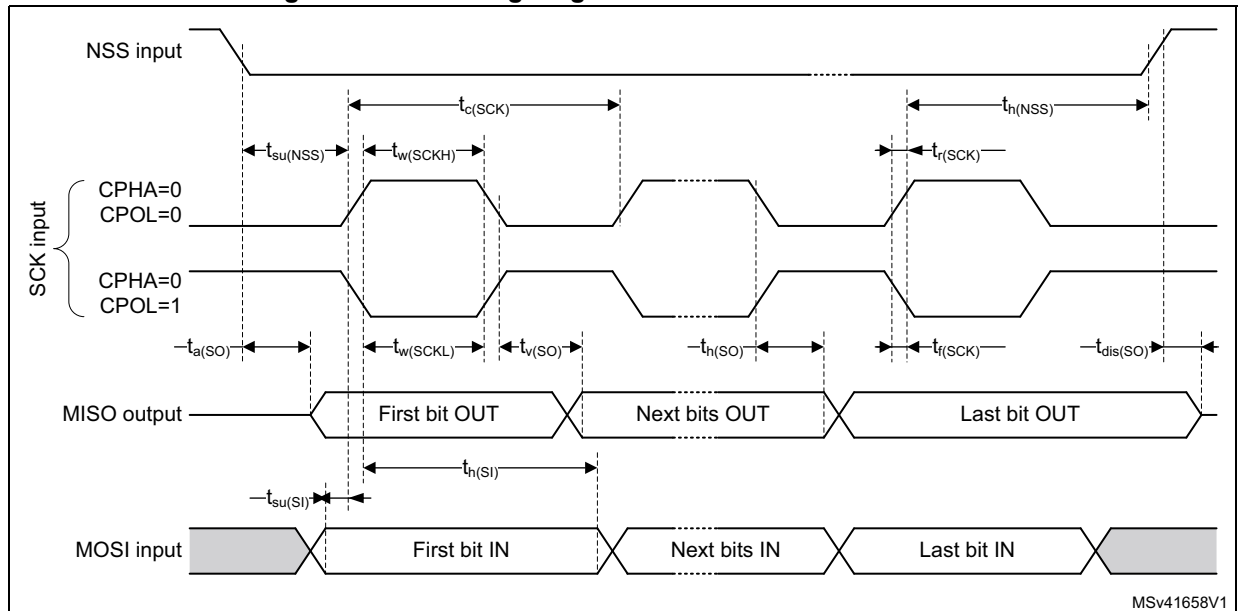 NSS input
tc(SCK)
th(NSS)
tsu(NSS)
tw(SCKH)
tr(SCK)
SCK input
CPHA=0
CPOL=0
CPHA=0
CPOL=1
ta(SO)
tw(SCKL)
tv(SO)
th(SO)
tf(SCK)
tdis(SO)
MISO output
First bit OUT
Next bits OUT
Last bit OUT
th(SI)
tsu(SI)
MOSI input
First bit IN
Next bits IN
Last bit IN
MSv41658V1